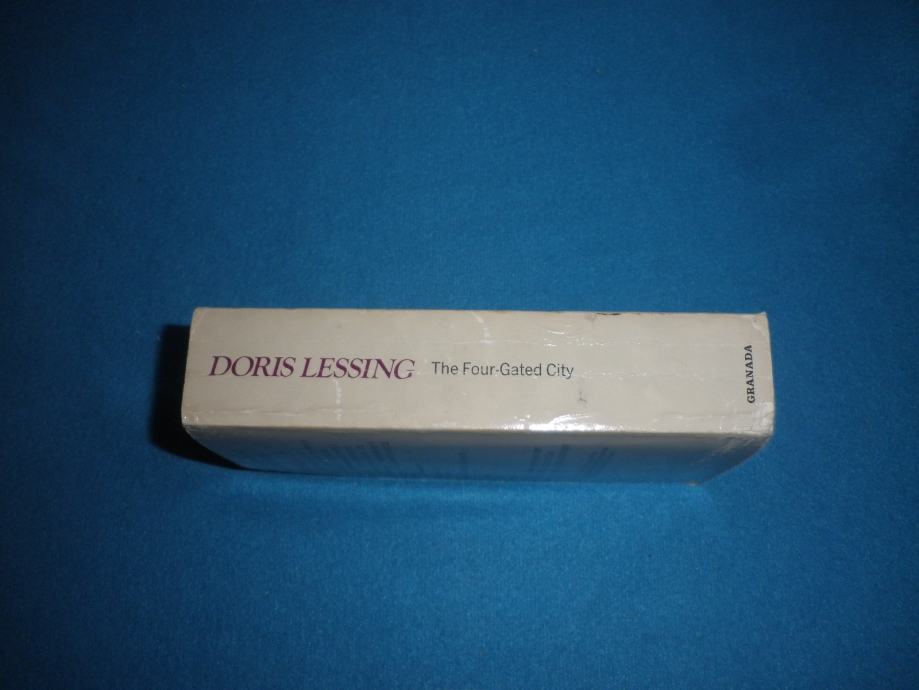 DORIS LESSING The Four-Gated City
GRANADA